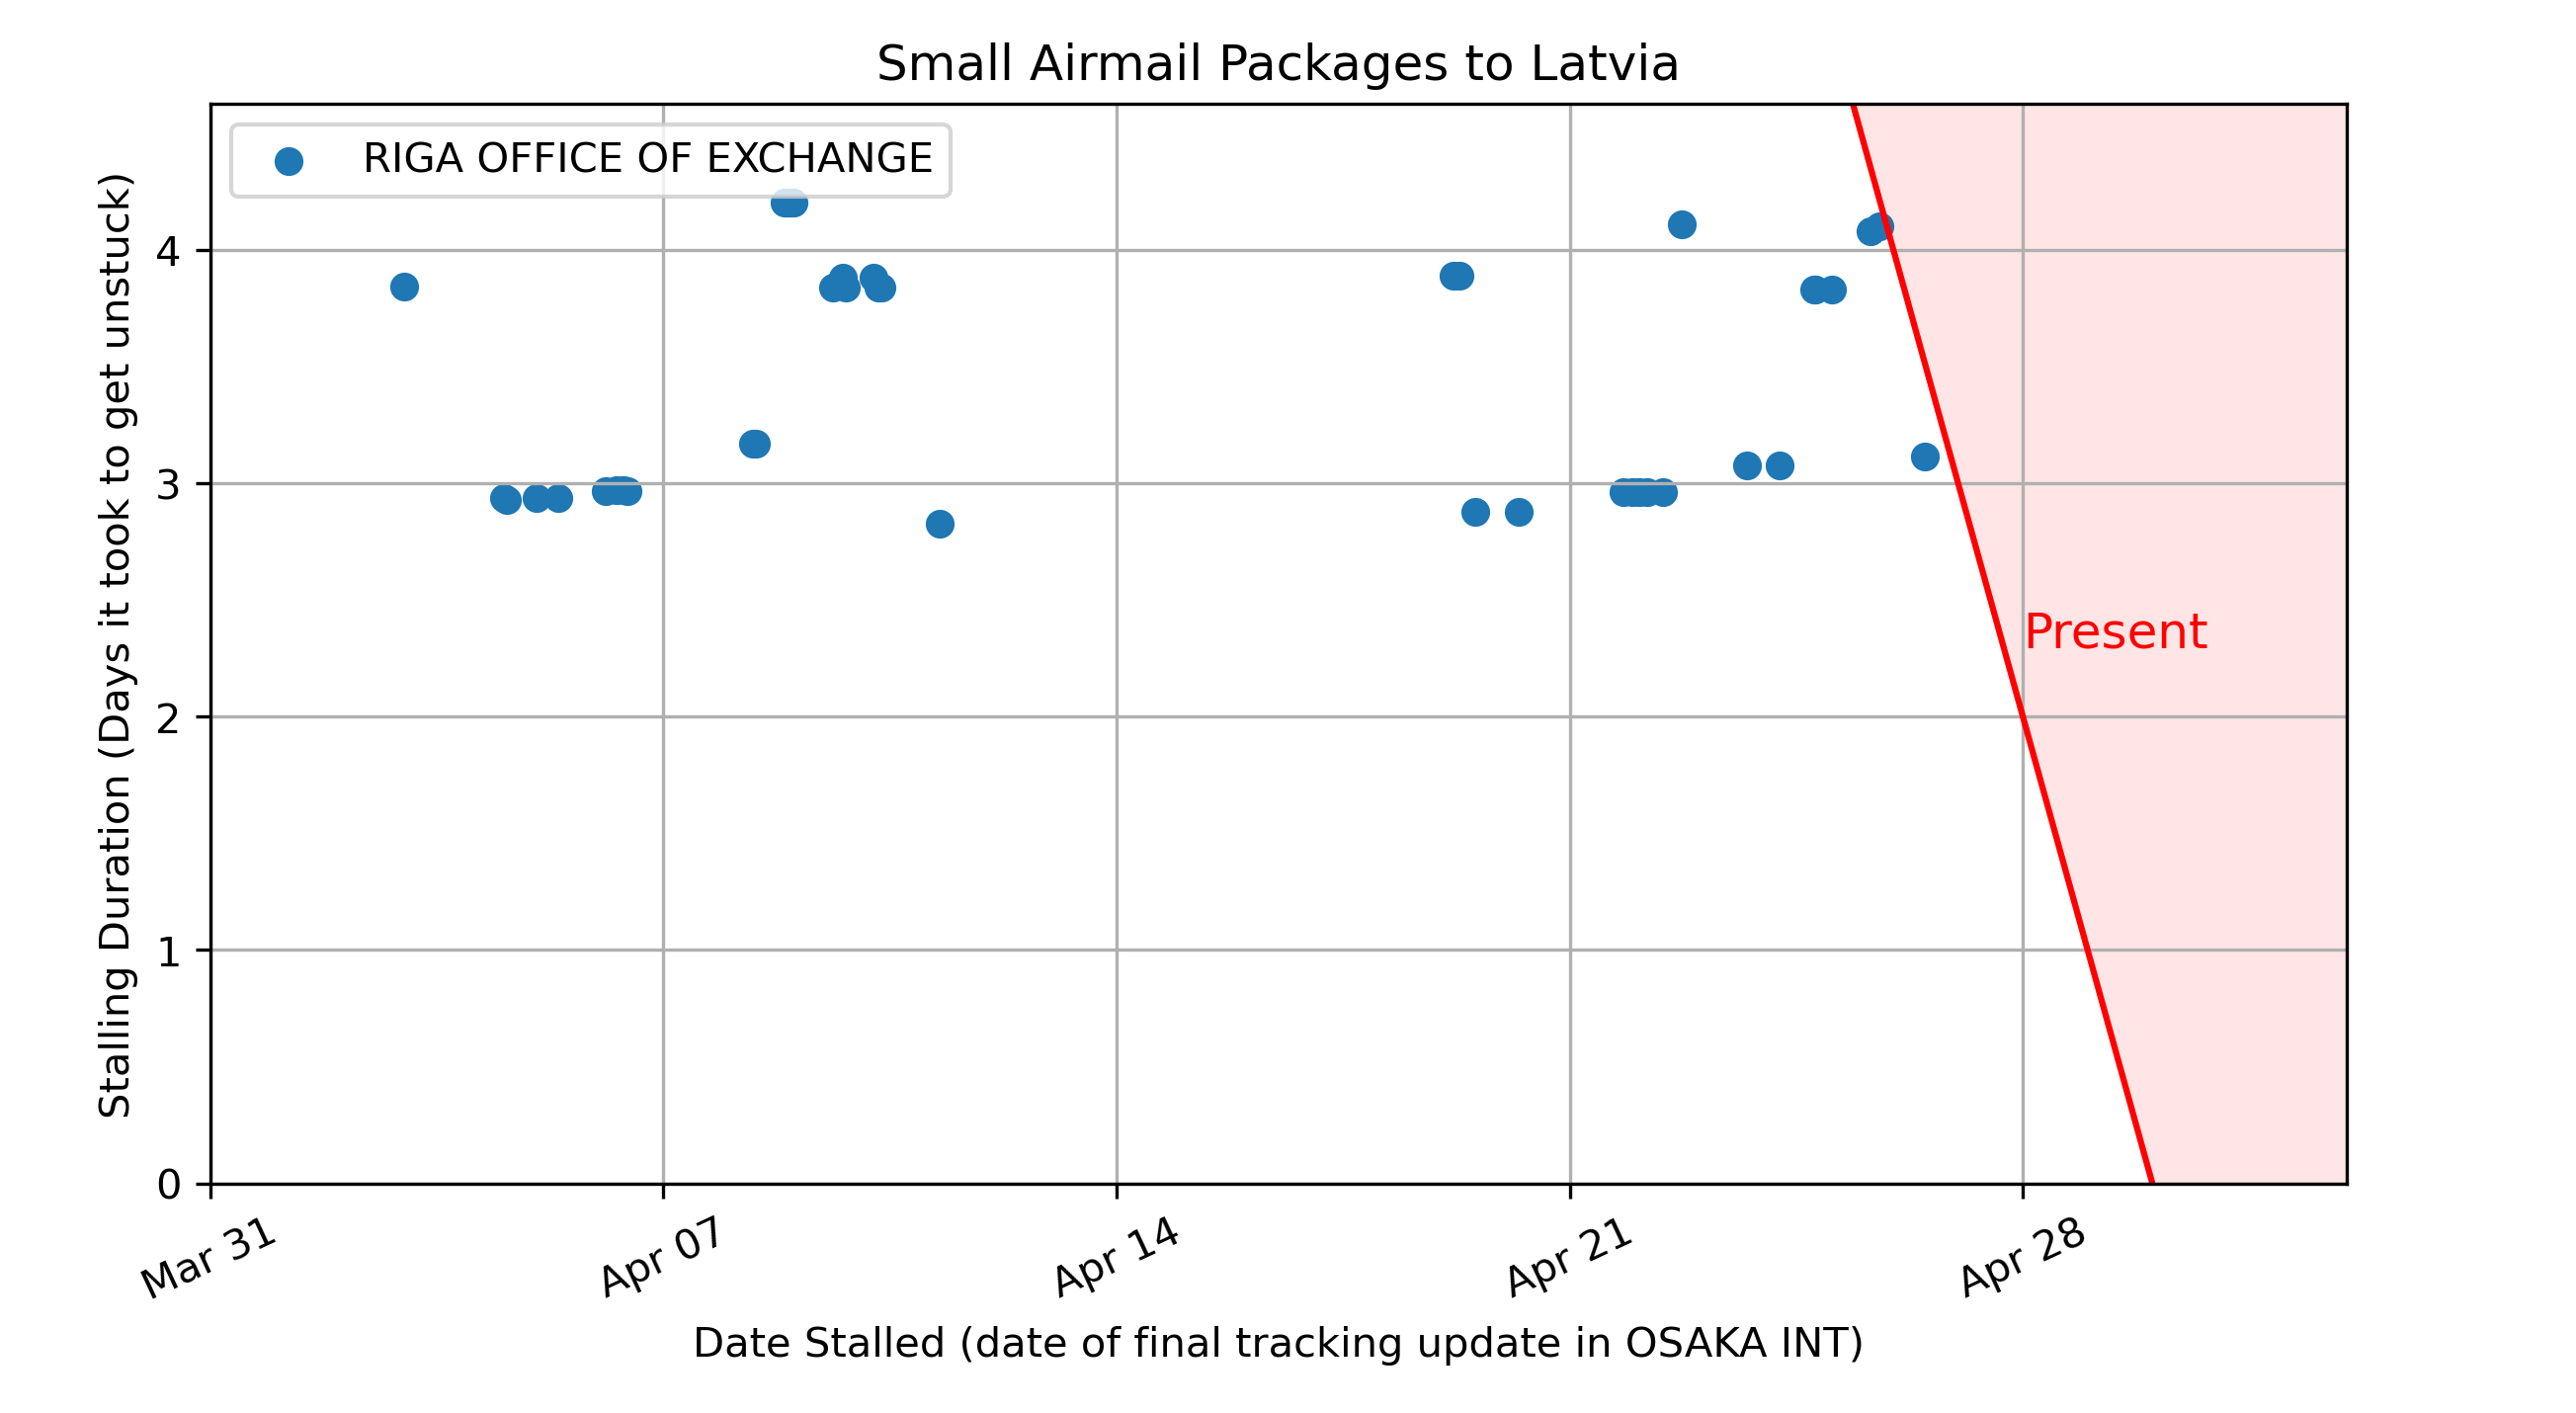 Small Airmail Packages to Latvia
RIGA OFFICE OF EXCHANGE
Stalling Duration (Days it took to get unstuck)
4
3
2
1
0
Present
Mar 31
Apr 07
Apr 14
Apr 21
Apr 28
Date Stalled (date of final tracking update in OSAKA INT)